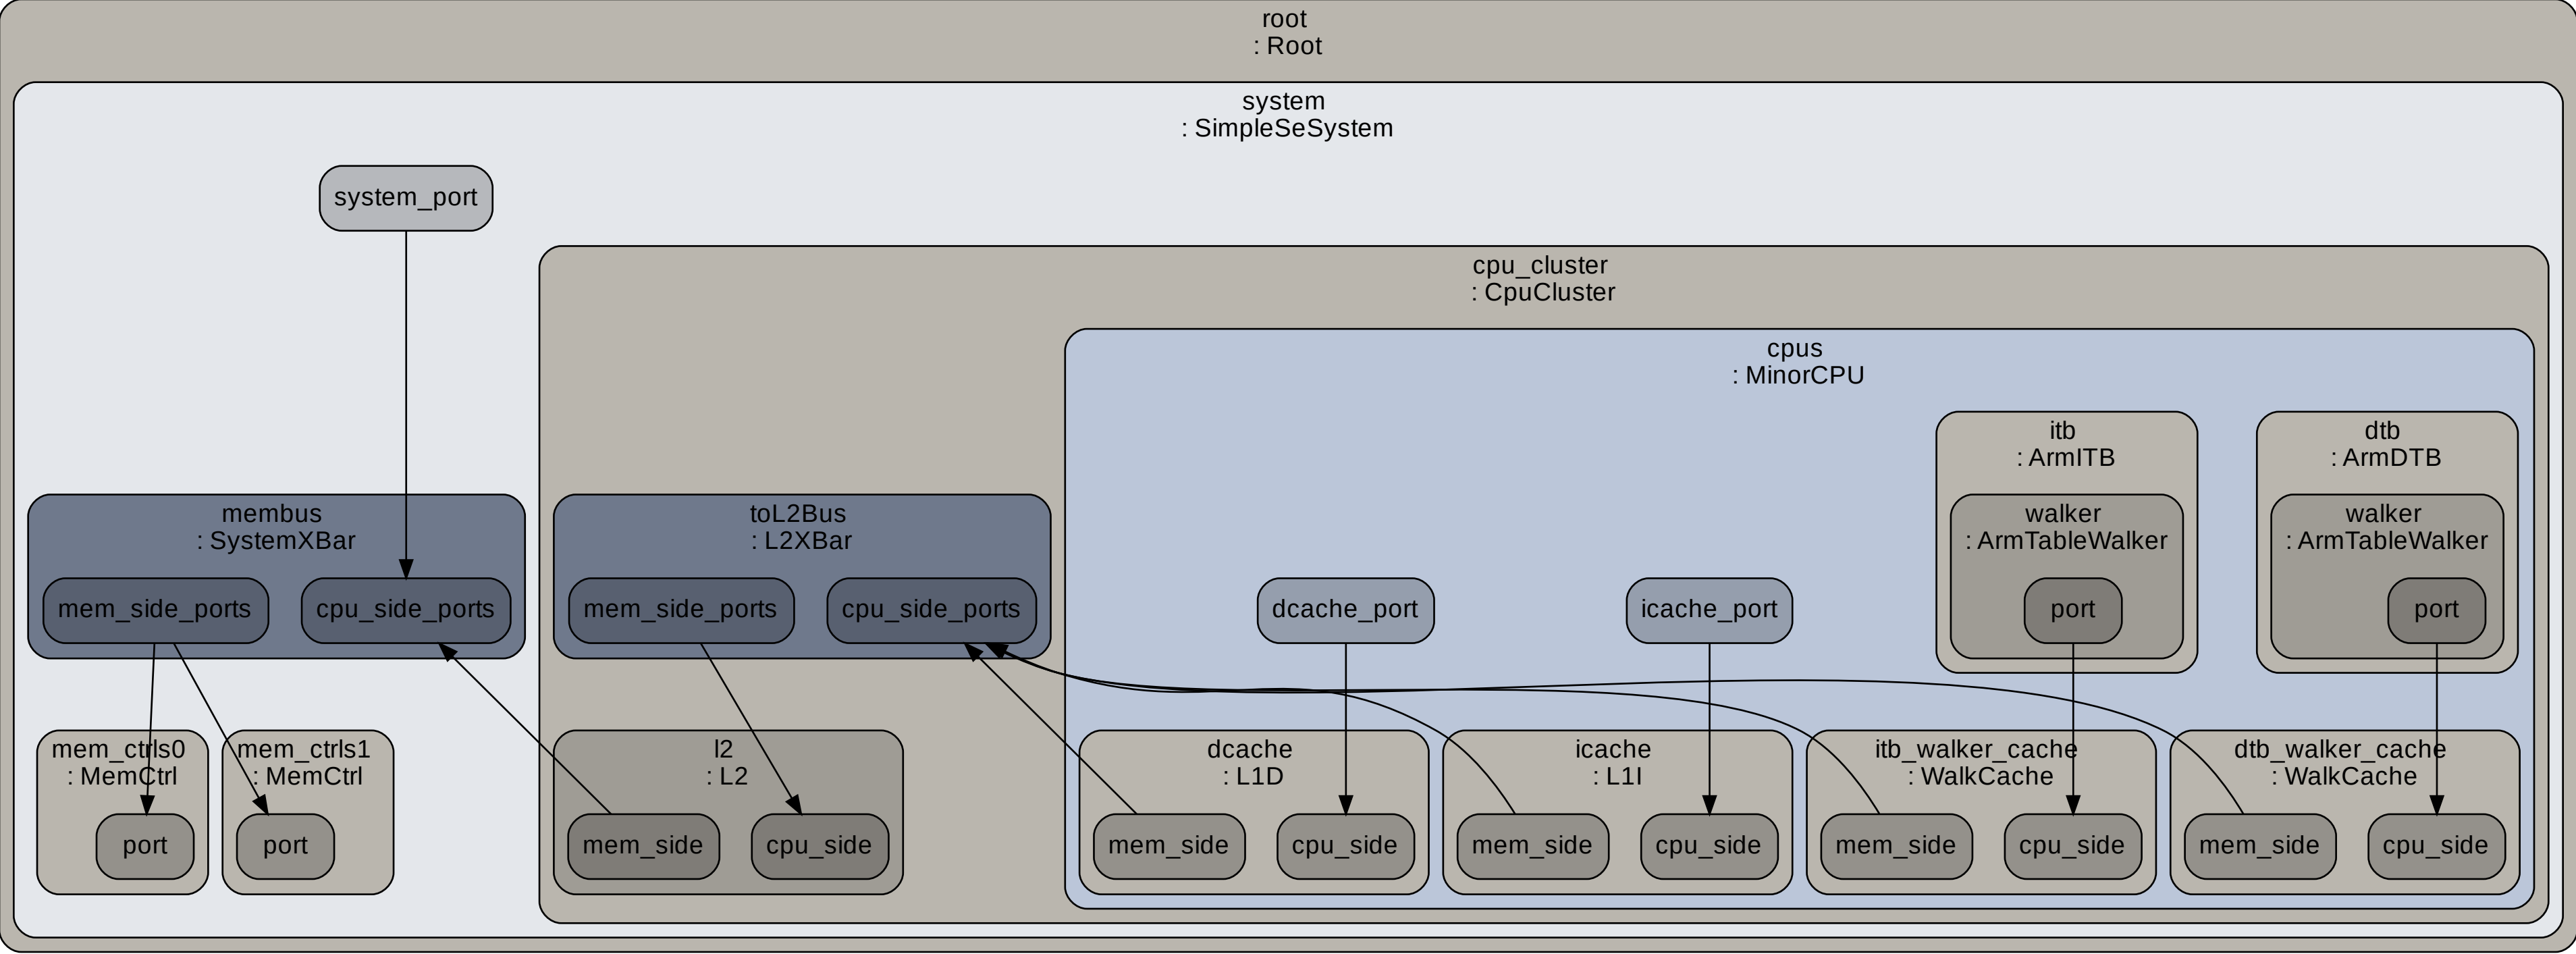 root
: Root
system
: SimpleSeSystem
system_port
cpu_cluster
: CpuCluster
cpus
: MinorCPU
itb
: ArmITB
dtb
: ArmDTB
membus
: SystemXBar
toL2Bus
: L2XBar
walker
: ArmTableWalker
walker
: ArmTableWalker
mem_side_ports
cpu_side_ports
mem_side_ports
cpu_side_ports
dcache_port
icache_port
port
port
mem_ctrls0
: MemCtrl
mem_ctrls1
: MemCtrl
l2
: L2
dcache
: L1D
icache
: L1I
itb_walker_cache
: WalkCache
dtb_walker_cache
: WalkCache
port
port
mem_side
cpu_side
mem_side
cpu_side
mem_side
cpu_side
mem_side
cpu_side
mem_side
cpu_side